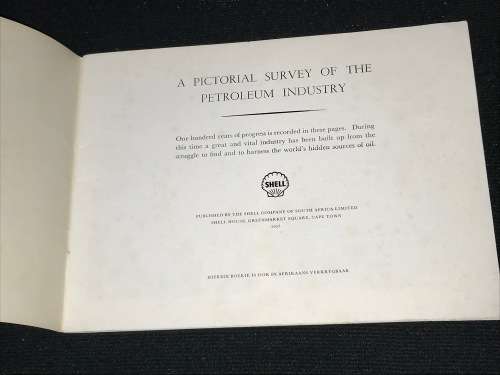 A PICTORIAL SURVEY OF THE
PETROLEUM INDUSTRY
One hundred years of progress is recorded in these pages. During
this time a great and vital industry has been built up from the
struggle to find and to harness the world's hidden sources of oil.
SHELL
PUBLISHED BY THE SHELL COMPANY OF SOUTH AFRICA LIMITED
SHELL HOUSE, GREENMARKET SQUARE, CAPE TOWN
HIERDIE BOEKIE IS OOK IN AFRIKAANS VERKRYGBAAR